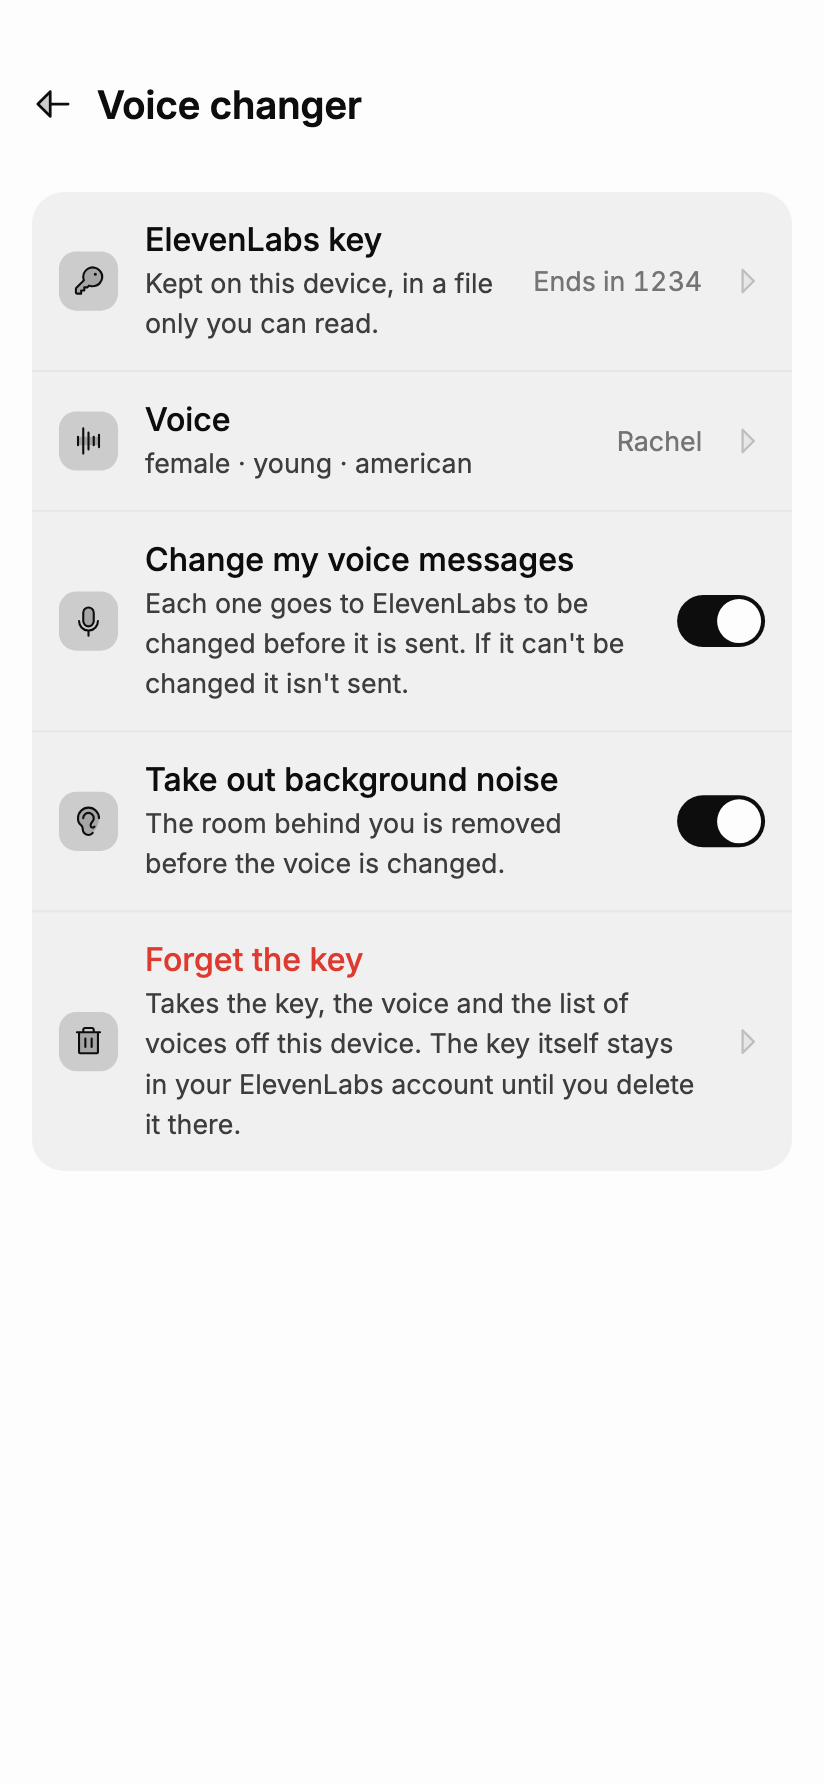 Voice changer
ElevenLabs key
Kept on this device, in a file
only you can read.
Ends in 1234
Voice
female · young · american
Rachel
Change my voice messages
Each one goes to ElevenLabs to be
changed before it is sent. If it can't be
changed it isn't sent.
Take out background noise
The room behind you is removed
before the voice is changed.
Forget the key
Takes the key, the voice and the list of
voices off this device. The key itself stays
in your ElevenLabs account until you delete
it there.